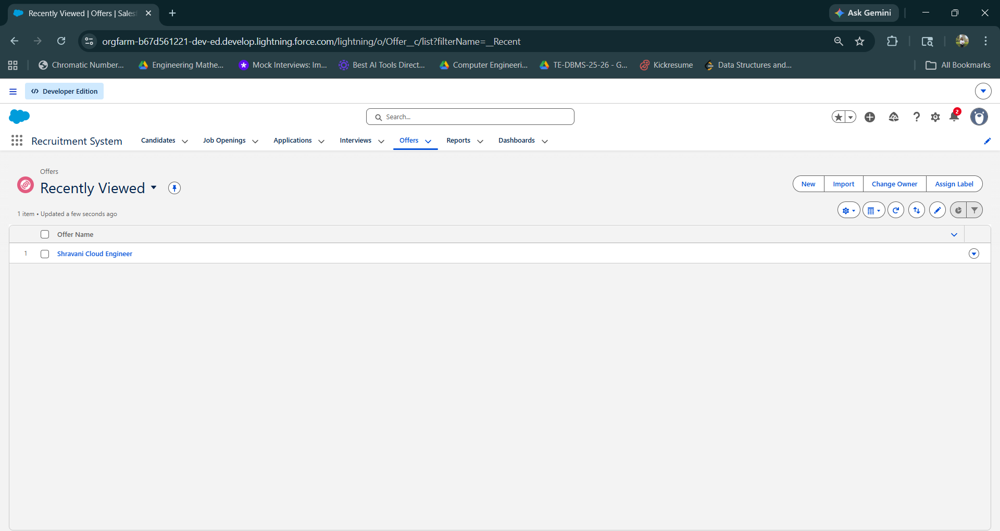 Recently Viewed | Offers | Sales
Ask Gemini
orgfarm-b67d561221-dev-ed.develop.lightning.force.com/lightning/o/Offer__c/list?filterName=__Recent
Chromatic Number... Engineering Mathe... Mock Interviews: Im... Best AI Tools Direct... Computer Engineeri... TE-DBMS-25-26 - G... Kickresume Data Structures and... All Bookmarks
Developer Edition
Search...
2
Recruitment System Candidates Job Openings Applications Interviews Offers Reports Dashboards
Offers
Recently Viewed
New Import Change Owner Assign Label
1 item • Updated a few seconds ago
Offer Name
1 Shravani Cloud Engineer